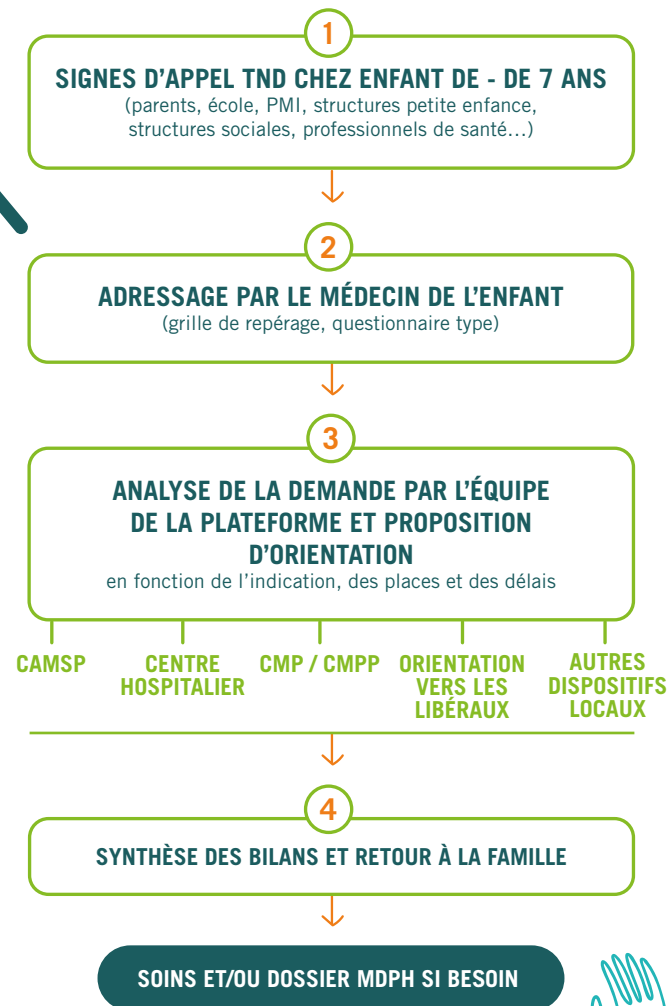 1
SIGNES D'APPEL TND CHEZ ENFANT DE - DE 7 ANS
(parents, école, PMI, structures petite enfance,
structures sociales, professionnels de santé...)
2
ADRESSAGE PAR LE MÉDECIN DE L'ENFANT
(grille de repérage, questionnaire type)
3
ANALYSE DE LA DEMANDE PAR L'ÉQUIPE
DE LA PLATEFORME ET PROPOSITION
D'ORIENTATION
en fonction de l'indication, des places et des délais
CAMSP
CENTRE
HOSPITALIER
CMP / CMPP
ORIENTATION
VERS LES
LIBÉRAUX
AUTRES
DISPOSITIFS
LOCAUX
4
SYNTHÈSE DES BILANS ET RETOUR À LA FAMILLE
SOINS ET/OU DOSSIER MDPH SI BESOIN